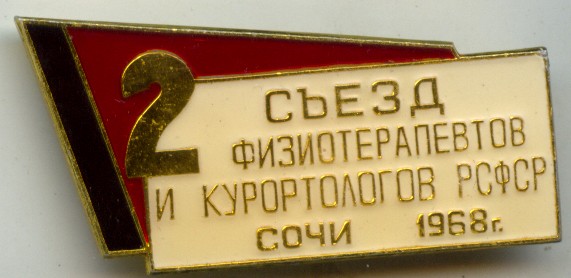 2 СЪЕЗД
ФИЗИОТЕРАПЕВТОВ
И КУРОРТОЛОГОВ РСФСР
СОЧИ 1968г.